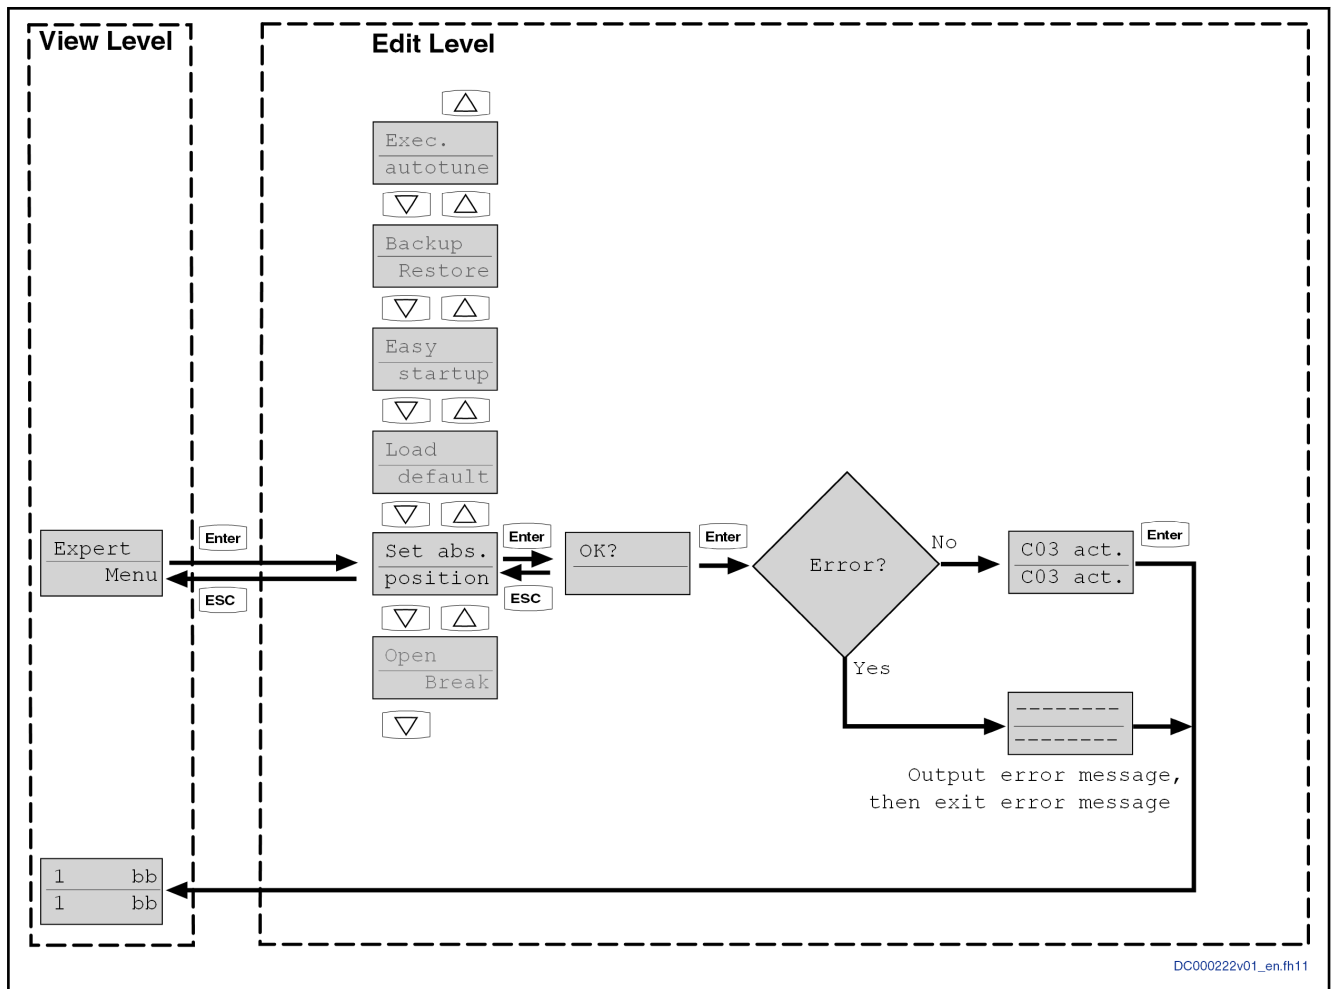 View Level
Edit Level
Exec.
autotune
Backup
Restore
Easy
startup
Load
default
Expert
Menu
Enter
ESC
Set abs.
position
Enter
ESC
OK?
Enter
Error?
No
C03 act.
C03 act.
Enter
Yes
Open
Break
--------
--------
Output error message,
then exit error message
1 bb
1 bb
DC000222v01_en.fh11